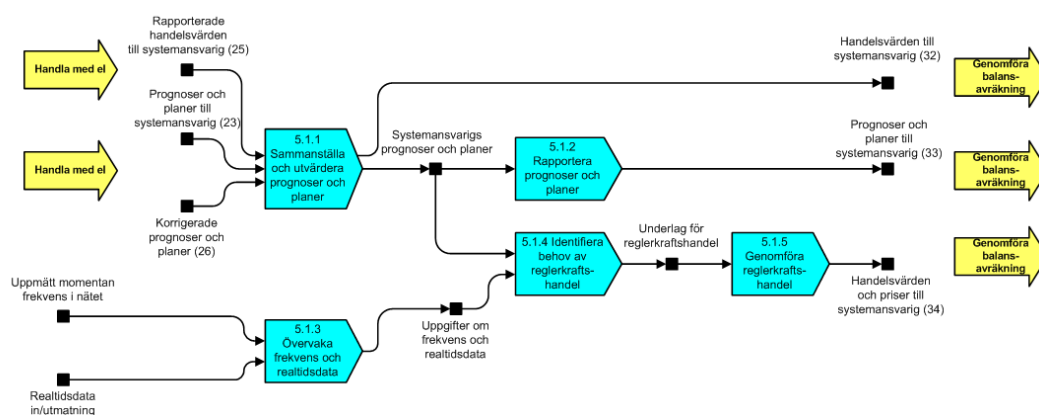 Rapporterade
handelsvärden
till systemansvarig (25)
Handla med el
Handelsvärden till
systemansvarig (32)
Genomföra
balans-
avräkning
Prognoser och
planer till
systemansvarig (23)
5.1.1
Sammanställa
och utvärdera
prognoser och
planer
Systemansvarigs
prognoser och planer
5.1.2
Rapportera
prognoser och
planer
Prognoser och
planer till
systemansvarig (33)
Handla med el
Genomföra
balans-
avräkning
Korrigerade
prognoser och
planer (26)
5.1.4 Identifiera
behov av
reglerkrafts-
handel
Underlag för
reglerkraftshandel
5.1.5
Genomföra
reglerkrafts-
handel
Genomföra
balans-
avräkning
Handelsvärden
och priser till
systemansvarig (34)
Uppmätt momentan
frekvens i nätet
5.1.3
Övervaka
frekvens och
realtidsdata
Uppgifter om
frekvens och
realtidsdata
Realtidsdata
in/utmatning